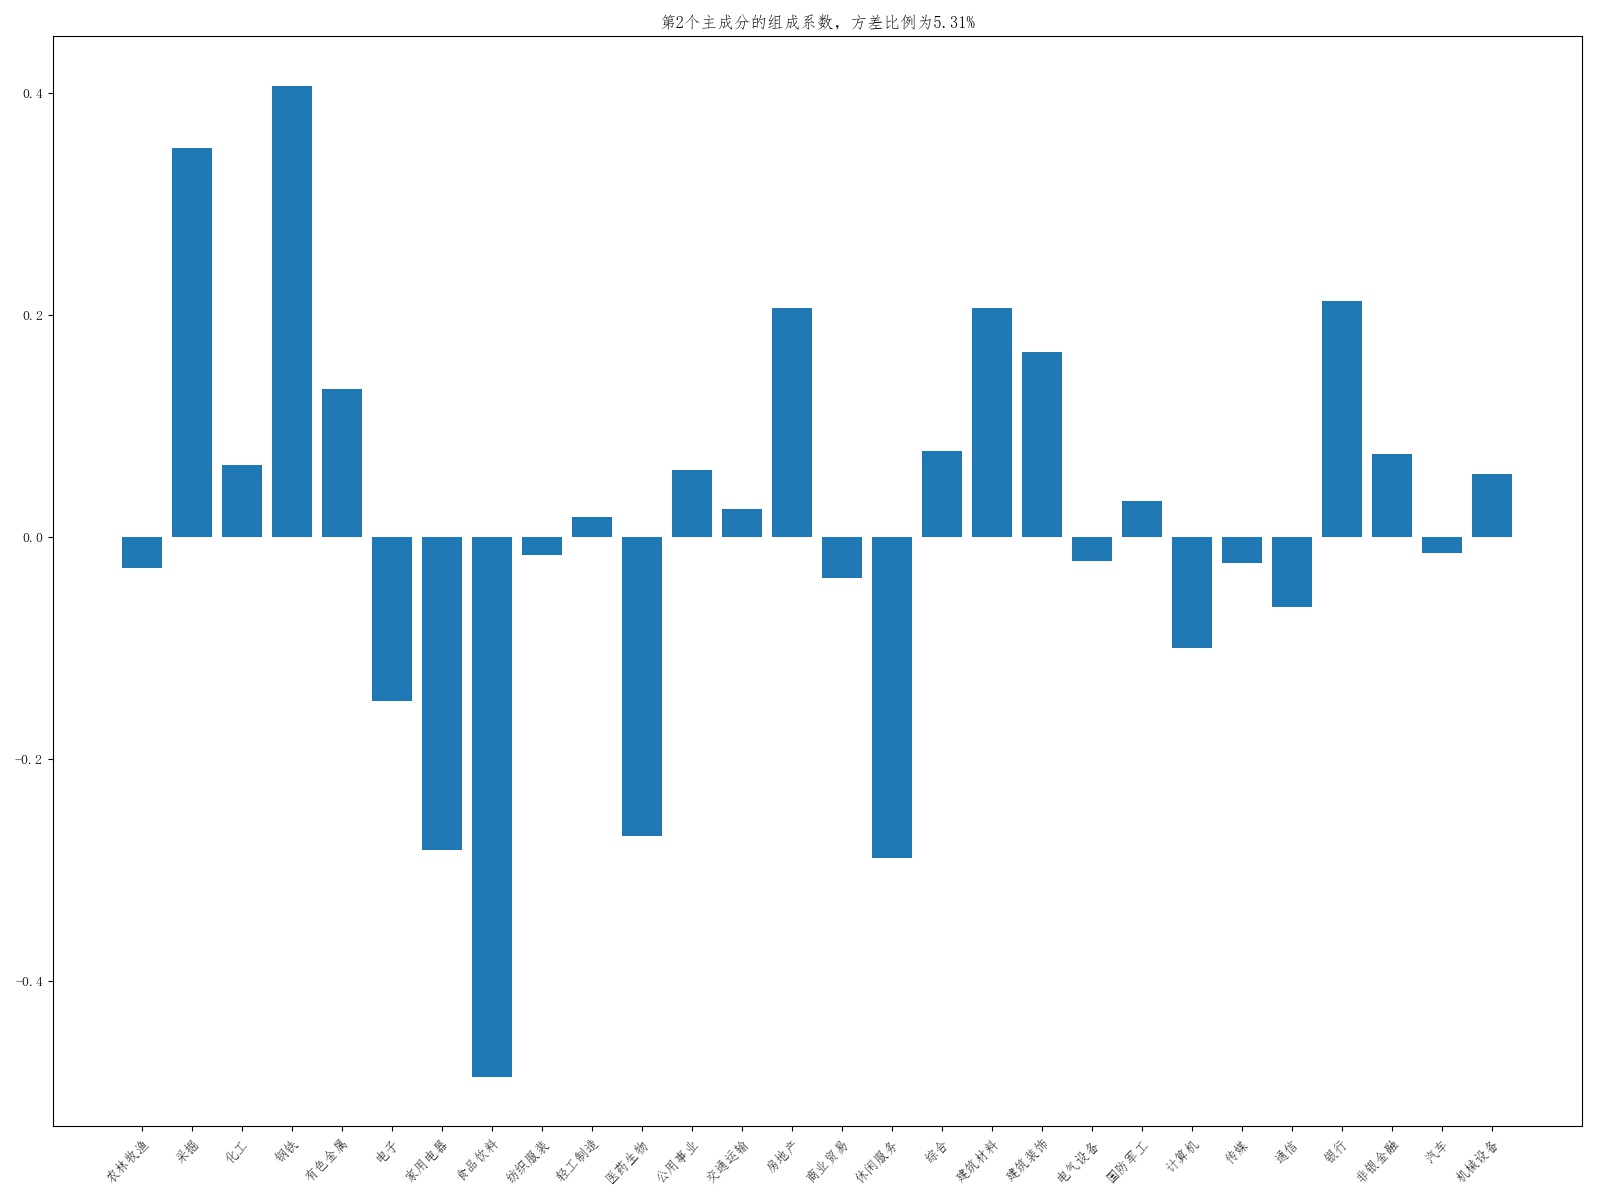 第2个主成分的组成系数，方差比例为5.31%
0.4
0.2
0.0
-0.2
-0.4
农林牧渔
采掘
化工
钢铁
有色金属
电子
家用电器
食品饮料
纺织服装
轻工制造
医药生物
公用事业
交通运输
房地产
商业贸易
休闲服务
综合
建筑材料
建筑装饰
电气设备
国防军工
计算机
传媒
通信
银行
非银金融
汽车
机械设备